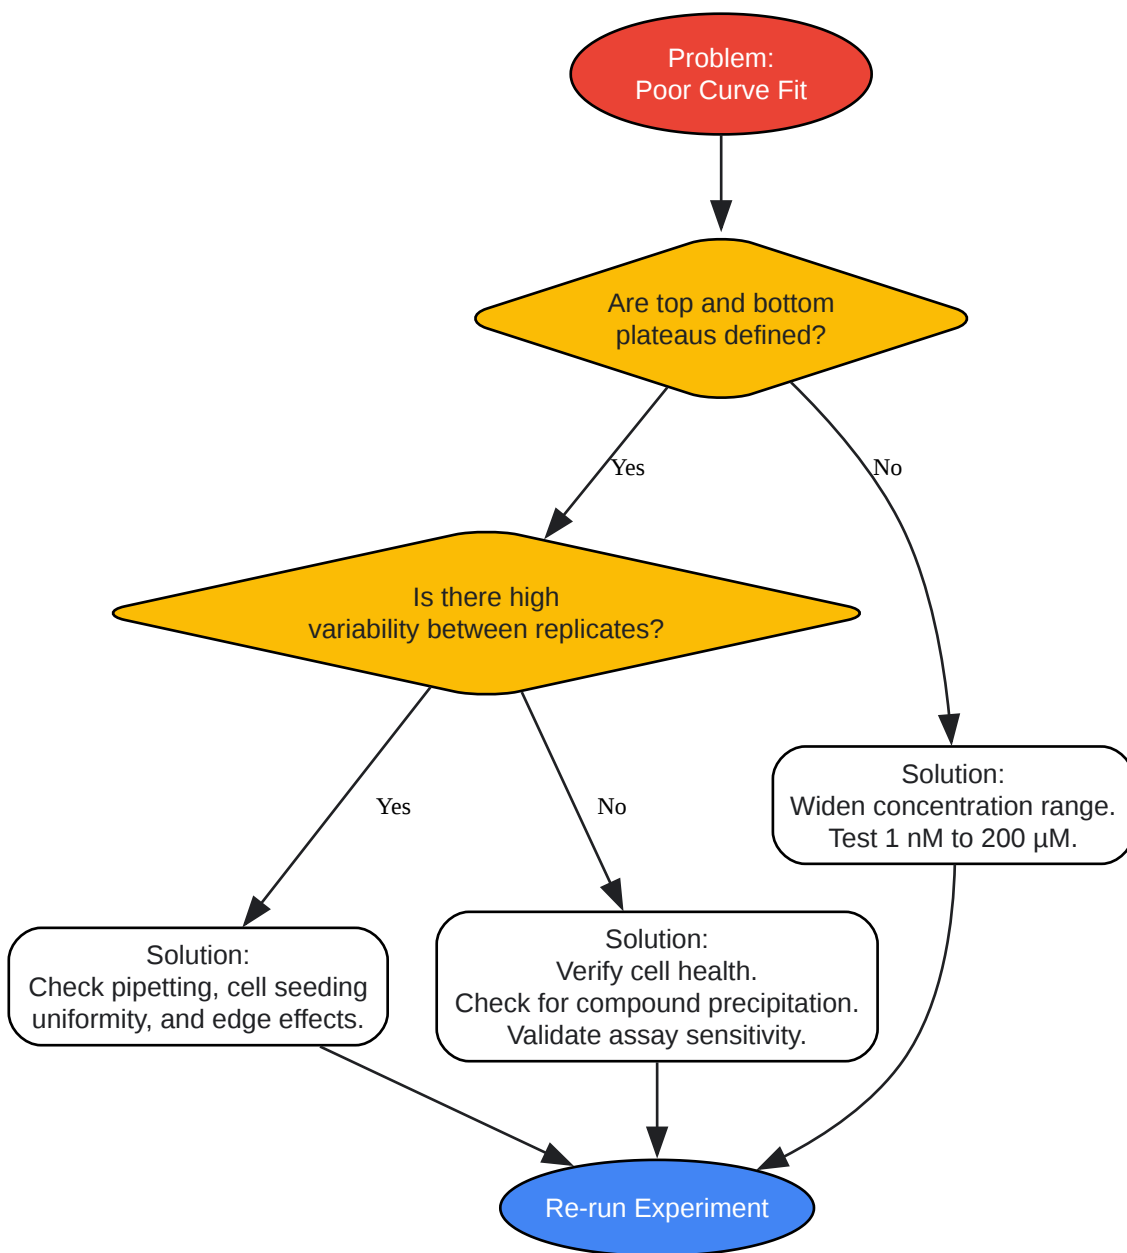 Problem:
Poor Curve Fit
Are top and bottom
plateaus defined?
Yes
No
Is there high
variability between replicates?
Yes
No
Solution:
Widen concentration range.
Test 1 nM to 200 µM.
Solution:
Check pipetting, cell seeding
uniformity, and edge effects.
Solution:
Verify cell health.
Check for compound precipitation.
Validate assay sensitivity.
Re-run Experiment